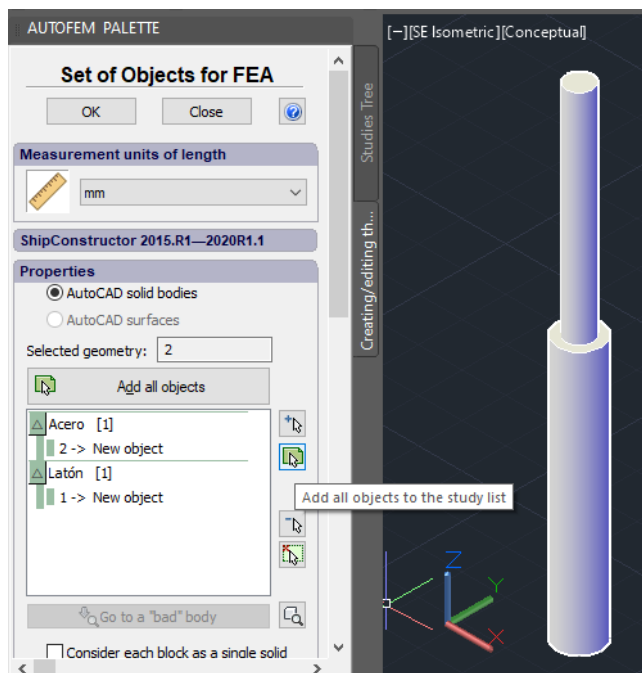 AUTOFEM PALETTE
Set of Objects for FEA
OK
Close
Measurement units of length
mm
ShipConstructor 2015.R1—2020R1.1
Properties
AutoCAD solid bodies
AutoCAD surfaces
Selected geometry: 2
Add all objects
Acero [1]
2 -> New object
Latón [1]
1 -> New object
Add all objects to the study list
Go to a "bad" body
Consider each block as a single solid
Studies Tree
Creating/editing th...
[−][SE Isometric][Conceptual]
Z
Y
X